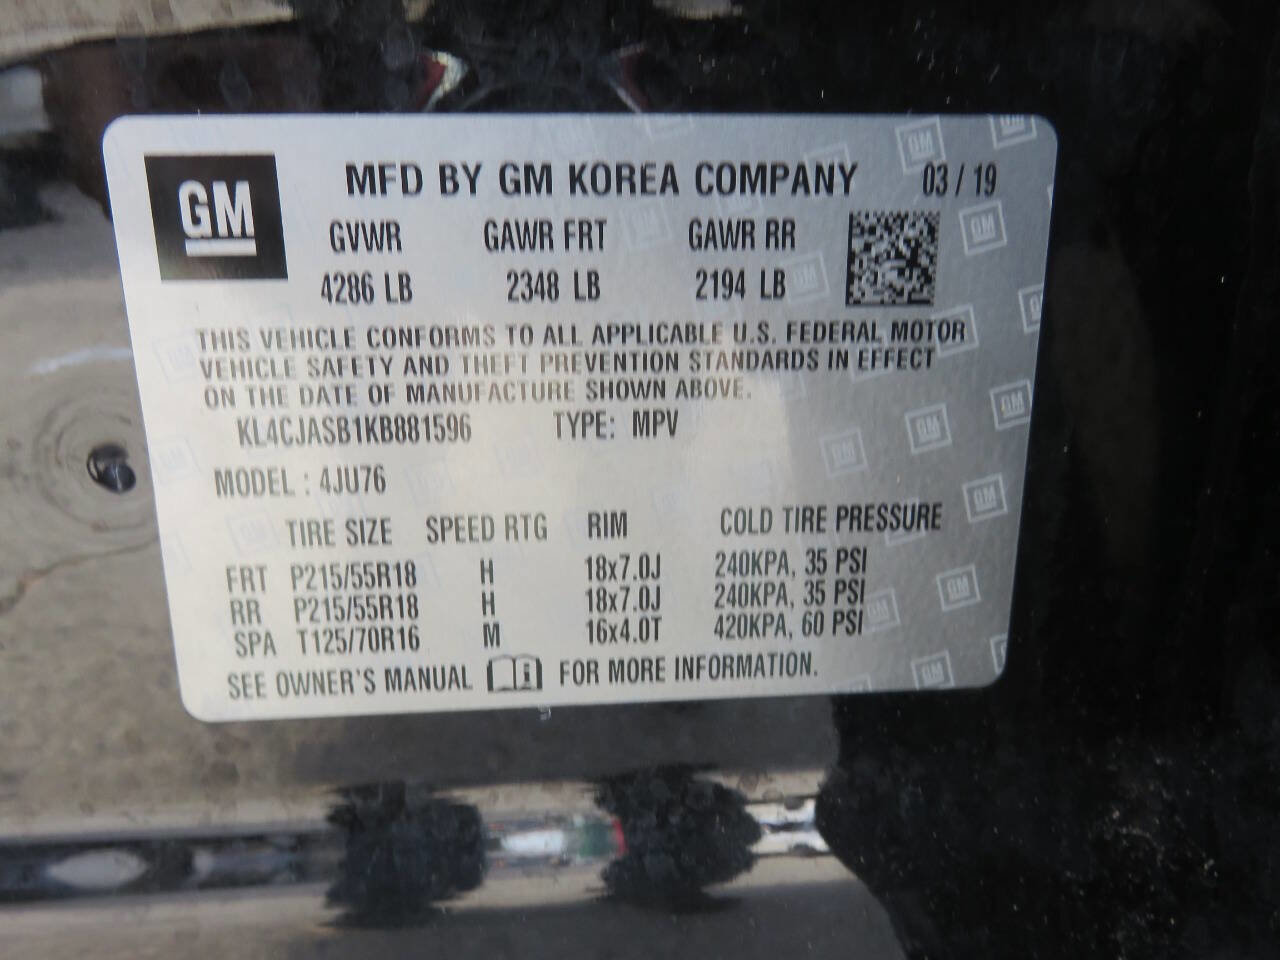 GM MFD BY GM KOREA COMPANY 03 / 19
GVWR GAWR FRT GAWR RR
4286 LB 2348 LB 2194 LB
THIS VEHICLE CONFORMS TO ALL APPLICABLE U.S. FEDERAL MOTOR
VEHICLE SAFETY AND THEFT PREVENTION STANDARDS IN EFFECT
ON THE DATE OF MANUFACTURE SHOWN ABOVE.
KL4CJASB1KB881596 TYPE: MPV
MODEL : 4JU76
TIRE SIZE SPEED RTG RIM COLD TIRE PRESSURE
FRT P215/55R18 H 18x7.0J 240KPA, 35 PSI
RR P215/55R18 H 18x7.0J 240KPA, 35 PSI
SPA T125/70R16 M 16x4.0T 420KPA, 60 PSI
SEE OWNER'S MANUAL i FOR MORE INFORMATION.